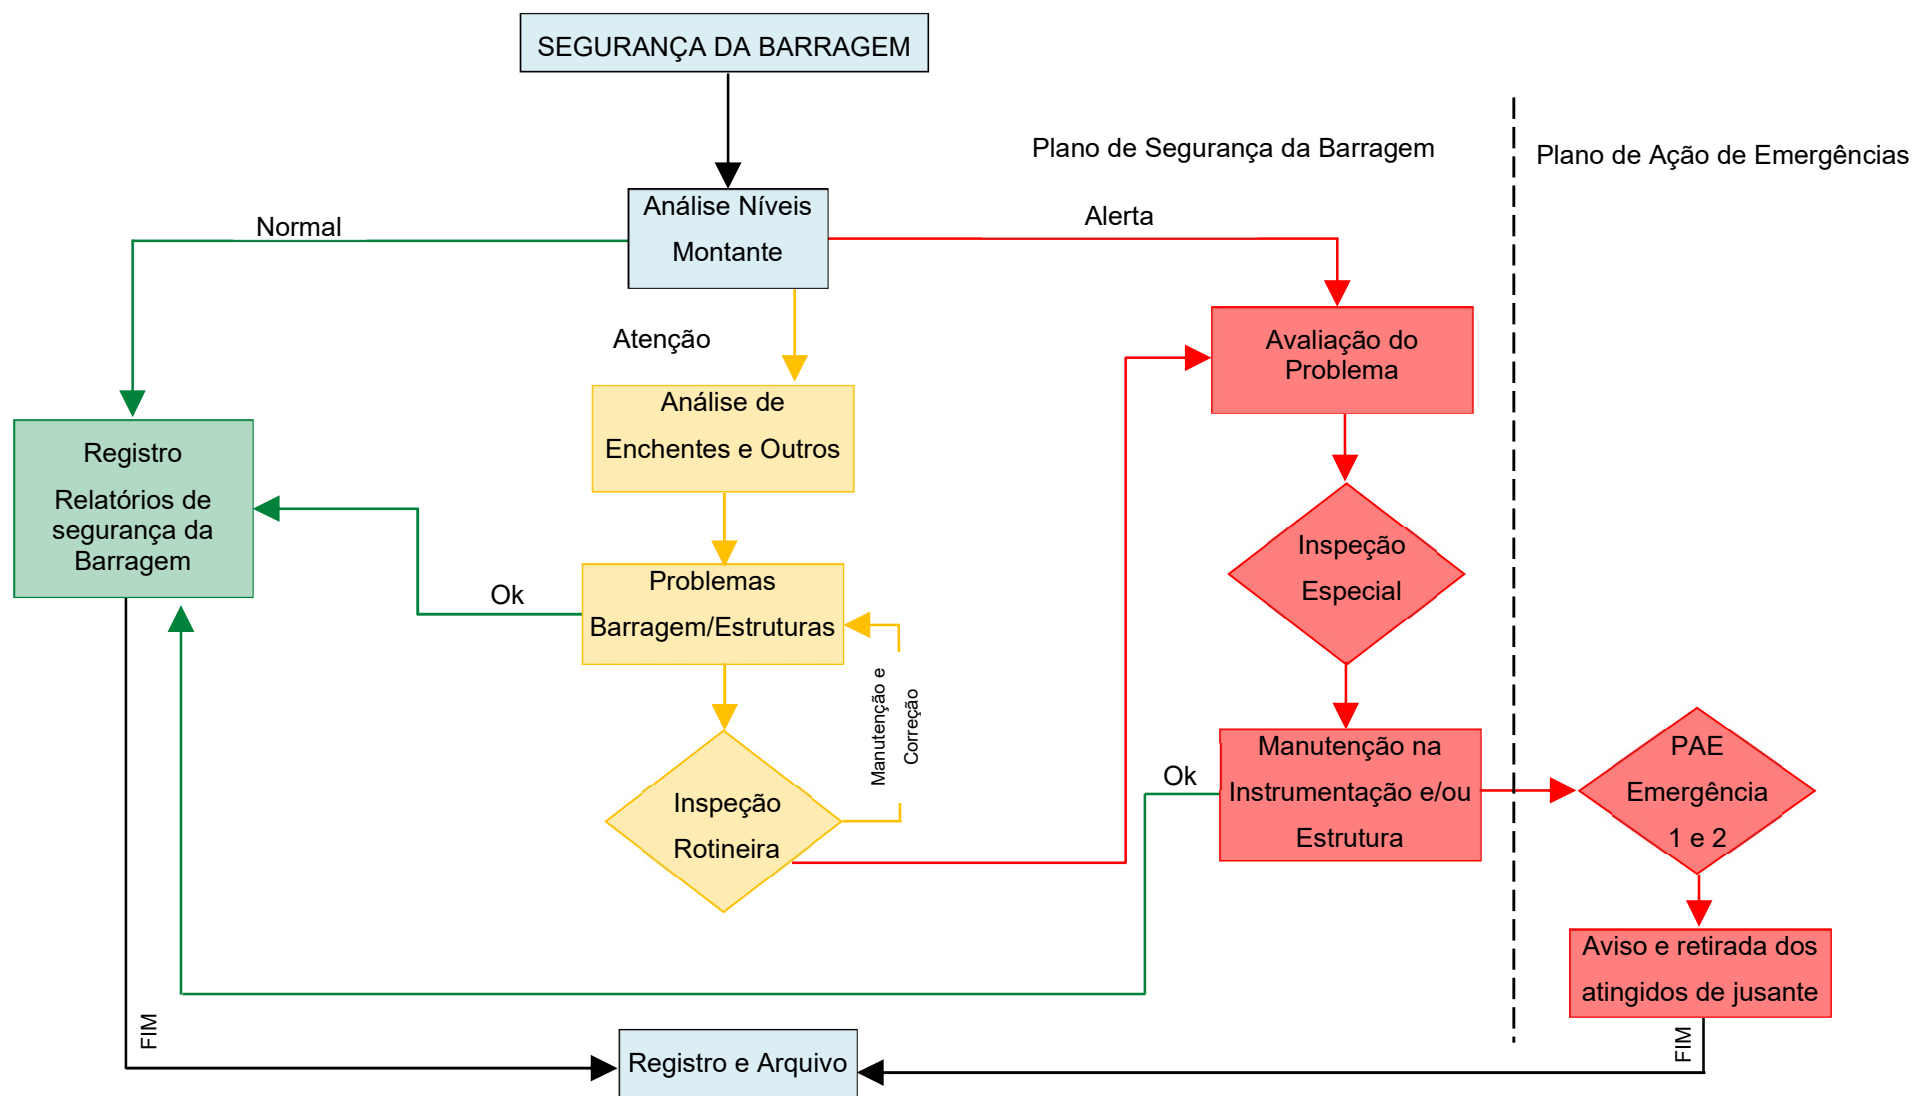 SEGURANÇA DA BARRAGEM
Plano de Segurança da Barragem
Plano de Ação de Emergências
Análise Níveis
Montante
Normal
Alerta
Atenção
Avaliação do
Problema
Análise de
Enchentes e Outros
Registro
Relatórios de
segurança da
Barragem
Inspeção
Especial
Ok
Problemas
Barragem/Estruturas
Manutenção e
Correção
Inspeção
Rotineira
Ok
Manutenção na
Instrumentação e/ou
Estrutura
PAE
Emergência
1 e 2
Aviso e retirada dos
atingidos de jusante
FIM
FIM
Registro e Arquivo